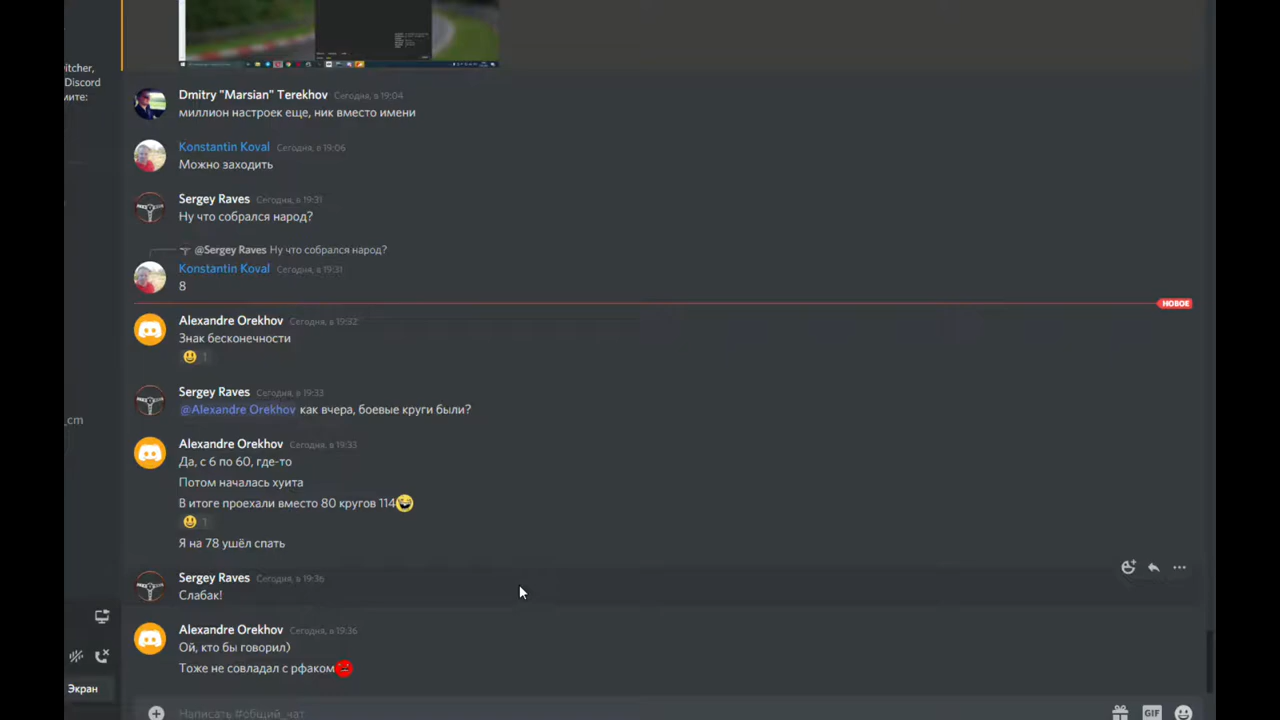 itcher,
Discord
мите:
Dmitry "Marsian" Terekhov Сегодня, в 19:04
миллион настроек еще, ник вместо имени
Konstantin Koval Сегодня, в 19:06
Можно заходить
Sergey Raves Сегодня, в 19:31
Ну что собрался народ?
@Sergey Raves Ну что собрался народ?
Konstantin Koval Сегодня, в 19:31
8
НОВОЕ
Alexandre Orekhov Сегодня, в 19:32
Знак бесконечности
1
Sergey Raves Сегодня, в 19:33
@Alexandre Orekhov как вчера, боевые круги были?
_cm
Alexandre Orekhov Сегодня, в 19:33
Да, с 6 по 60, где-то
Потом началась хуита
В итоге проехали вместо 80 кругов 114
1
Я на 78 ушёл спать
Sergey Raves Сегодня, в 19:36
Слабак!
Alexandre Orekhov Сегодня, в 19:36
Ой, кто бы говорил)
Тоже не совладал с рфаком
Экран
Написать #общий_чат
GIF